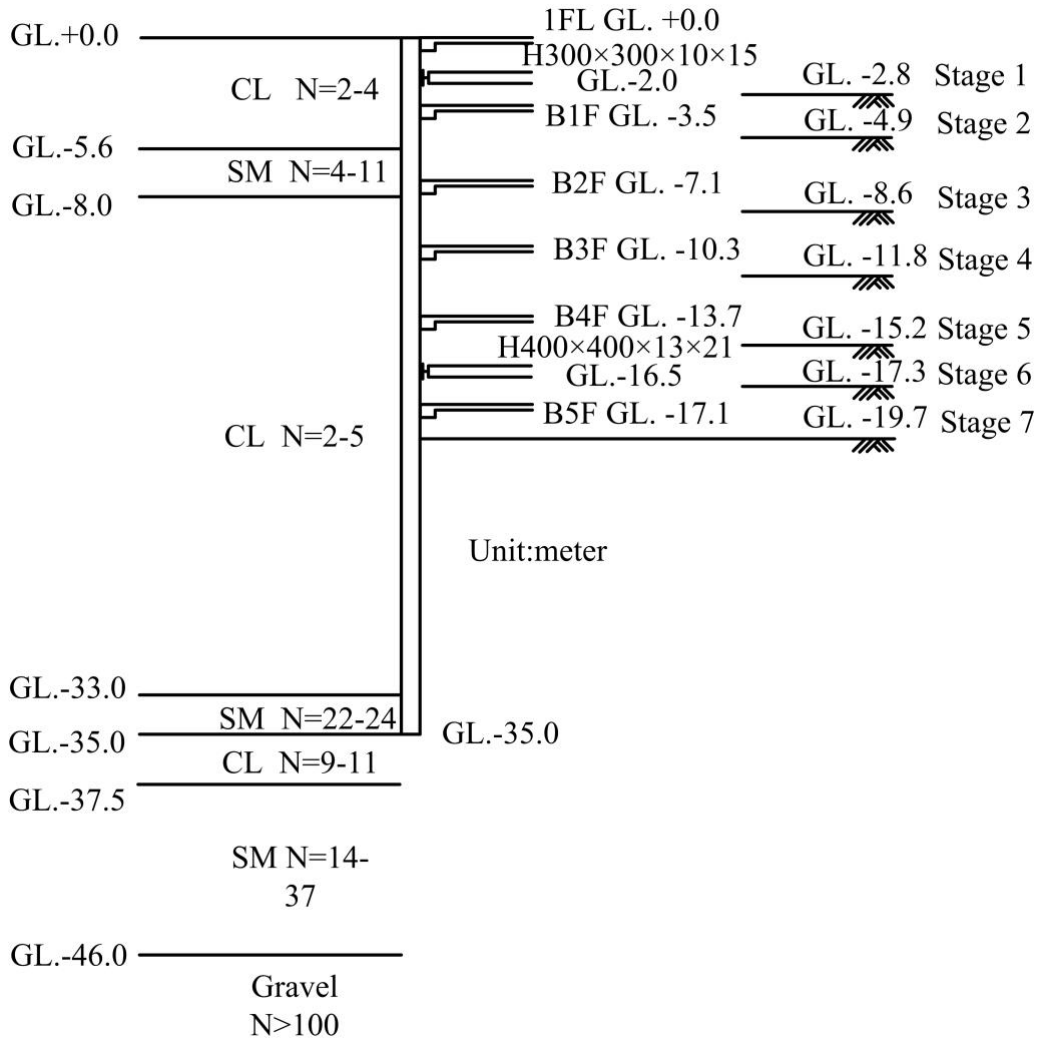 GL.+0.0
CL N=2-4
GL.-5.6
SM N=4-11
GL.-8.0
CL N=2-5
GL.-33.0
SM N=22-24
GL.-35.0
CL N=9-11
GL.-37.5
SM N=14-
37
GL.-46.0
Gravel
N>100
1FL GL. +0.0
H300×300×10×15
GL.-2.0
B1F GL. -3.5
B2F GL. -7.1
B3F GL. -10.3
B4F GL. -13.7
H400×400×13×21
GL.-16.5
B5F GL. -17.1
Unit:meter
GL.-35.0
GL. -2.8 Stage 1
GL. -4.9 Stage 2
GL. -8.6 Stage 3
GL. -11.8 Stage 4
GL. -15.2 Stage 5
GL. -17.3 Stage 6
GL. -19.7 Stage 7